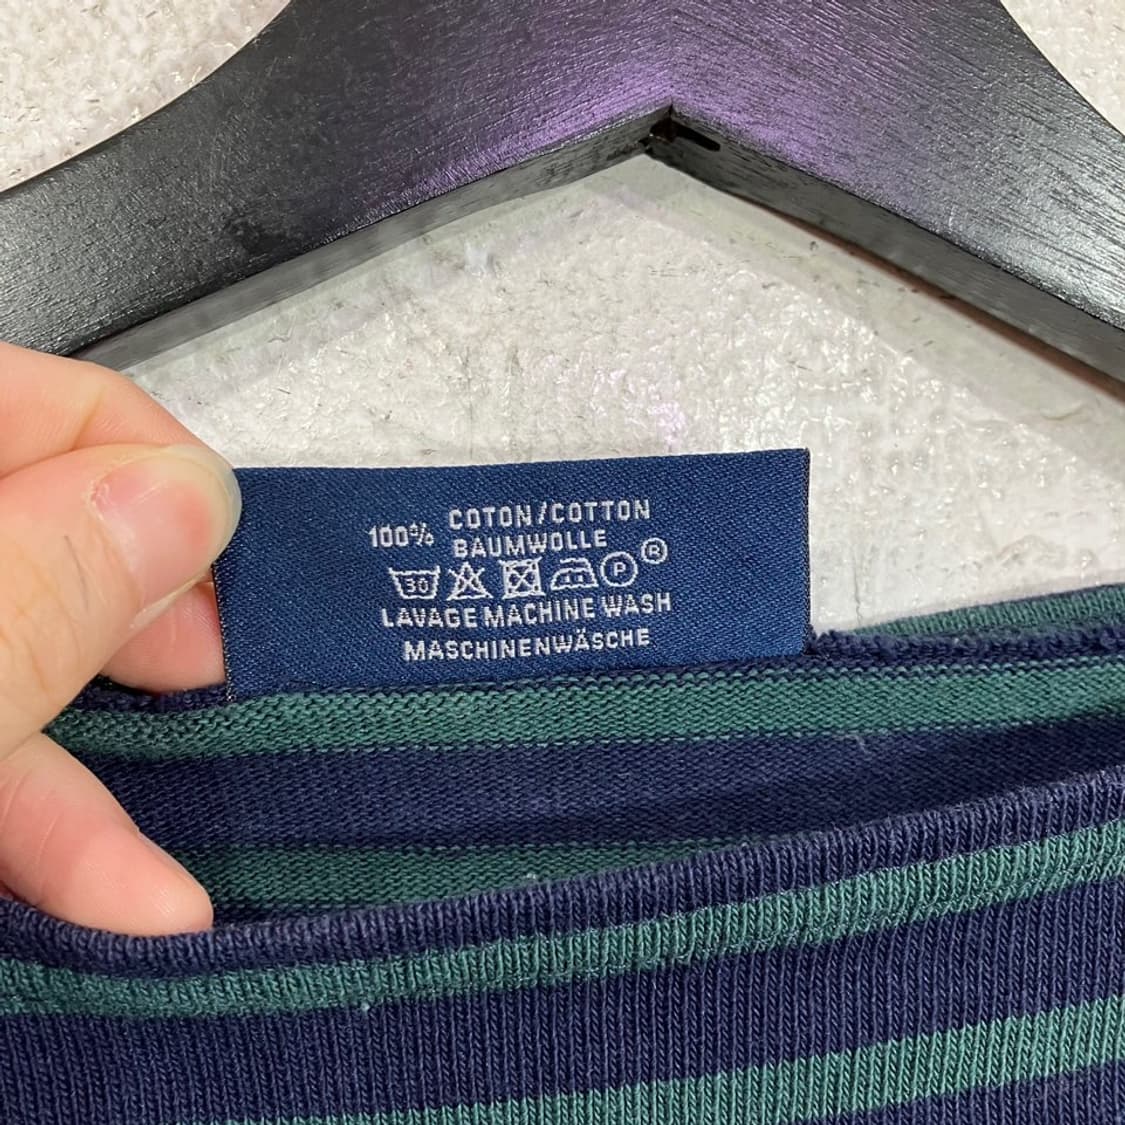 100% COTON/COTTON
BAUMWOLLE
30 P ®
LAVAGE MACHINE WASH
MASCHINENWÄSCHE